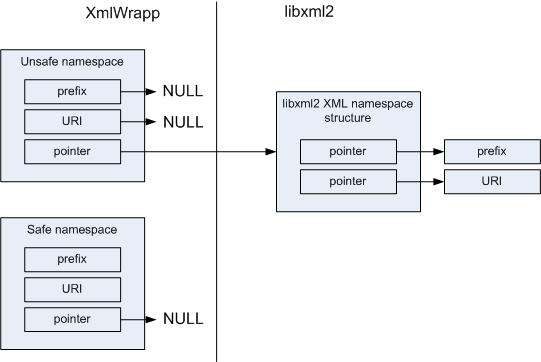 XmlWrapp
libxml2
Unsafe namespace
prefix
NULL
URI
NULL
pointer
libxml2 XML namespace
structure
pointer
prefix
pointer
URI
Safe namespace
prefix
URI
pointer
NULL